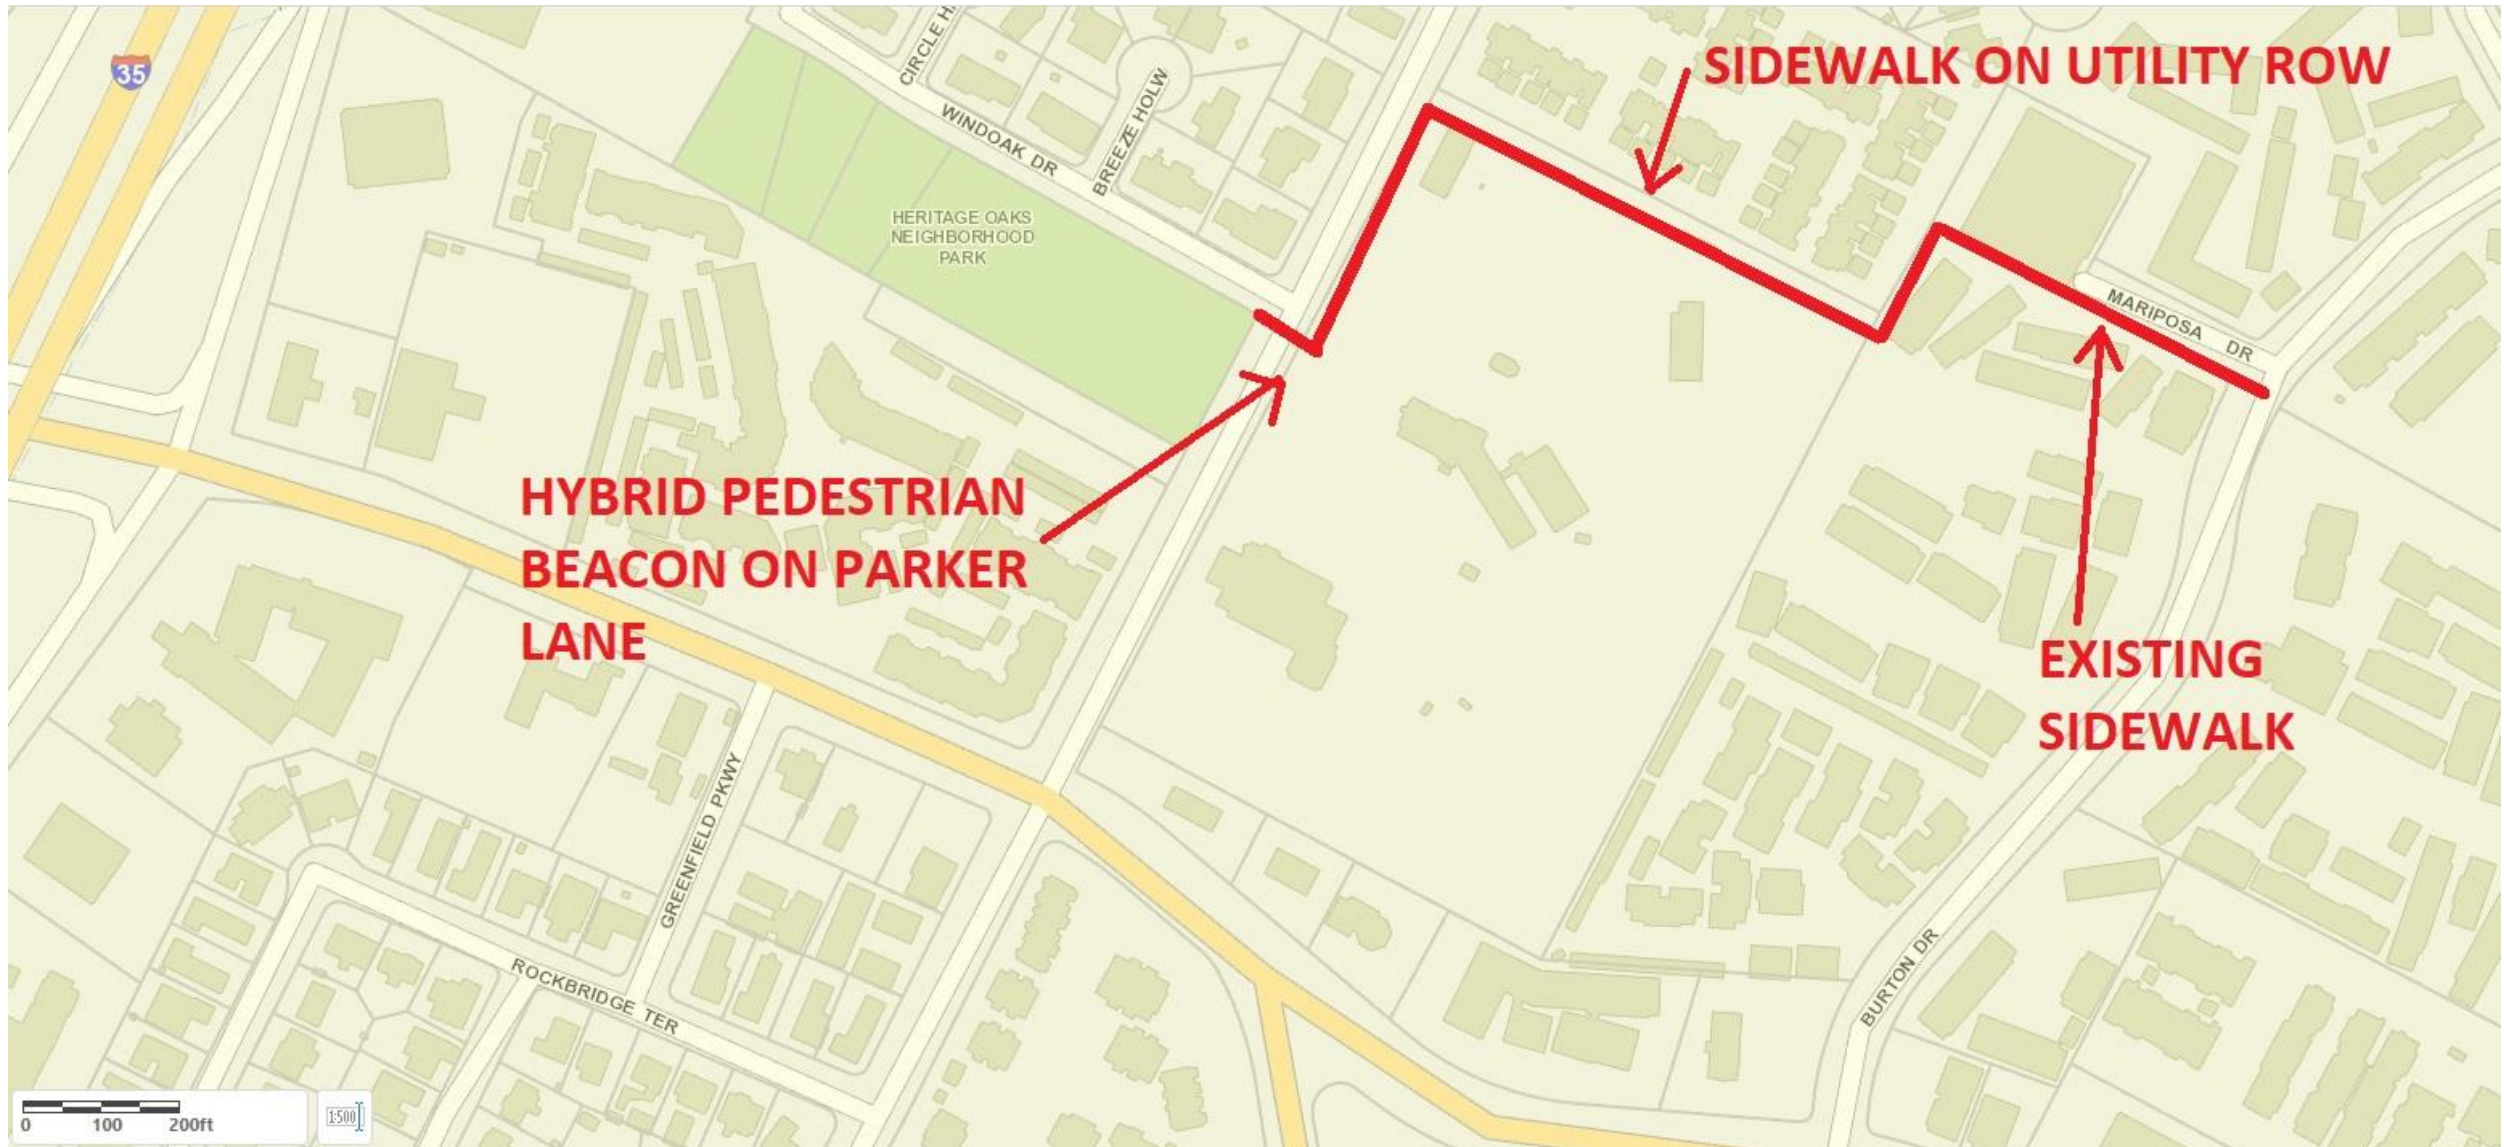 35
CIRCLE HA
SIDEWALK ON UTILITY ROW
WINDOAK DR
BREEZE HOLW
HERITAGE OAKS
NEIGHBORHOOD
PARK
MARIPOSA DR
HYBRID PEDESTRIAN
BEACON ON PARKER
LANE
EXISTING
SIDEWALK
GREENFIELD PKWY
ROCKBRIDGE TER
BURTON DR
0 100 200ft
1:500